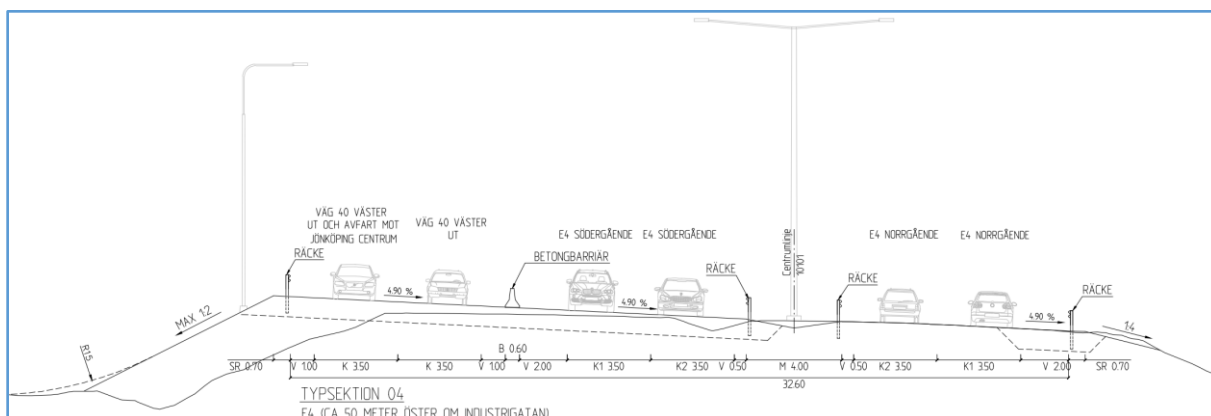 VÄG 40 VÄSTER
UT OCH AVFART MOT
JÖNKÖPING CENTRUM
VÄG 40 VÄSTER
UT
E4 SÖDERGÅENDE
E4 SÖDERGÅENDE
Centrumlinje
10101
E4 NORRGÅENDE
E4 NORRGÅENDE
RÄCKE
BETONGBARRIÄR
RÄCKE
RÄCKE
RÄCKE
4.90 %
4.90 %
4.90 %
MAX 1:2
1:4
R15
B 0.60
SR 0.70
V 1.00
K 3.50
K 3.50
V 1.00
V 2.00
K1 3.50
K2 3.50
V 0.50
M 4.00
V 0.50
K2 3.50
K1 3.50
V 2.00
SR 0.70
32.60
TYPSEKTION 04
E4 (CA 50 METER ÖSTER OM INDUSTRIGATAN)